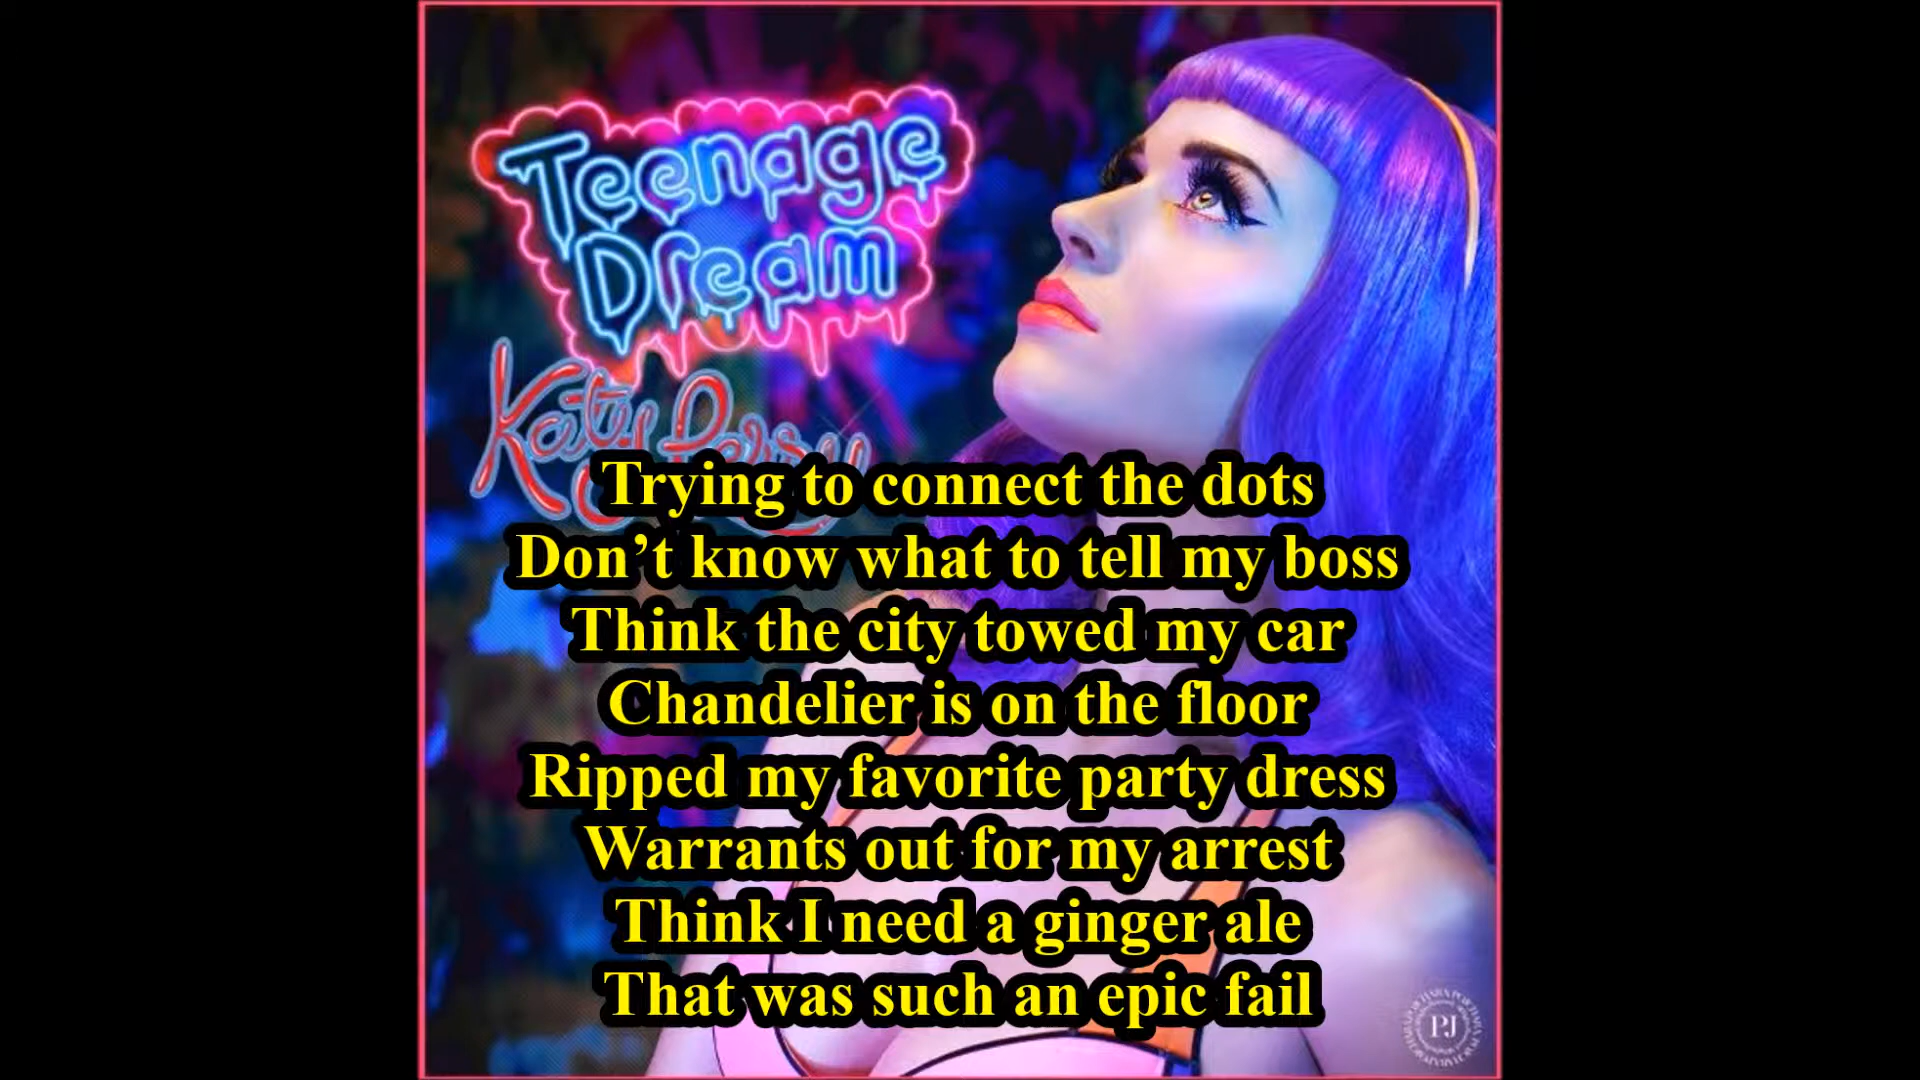 Teenage
Dream
Katy Perry
Trying to connect the dots
Don’t know what to tell my boss
Think the city towed my car
Chandelier is on the floor
Ripped my favorite party dress
Warrants out for my arrest
Think I need a ginger ale
That was such an epic fail
PJ